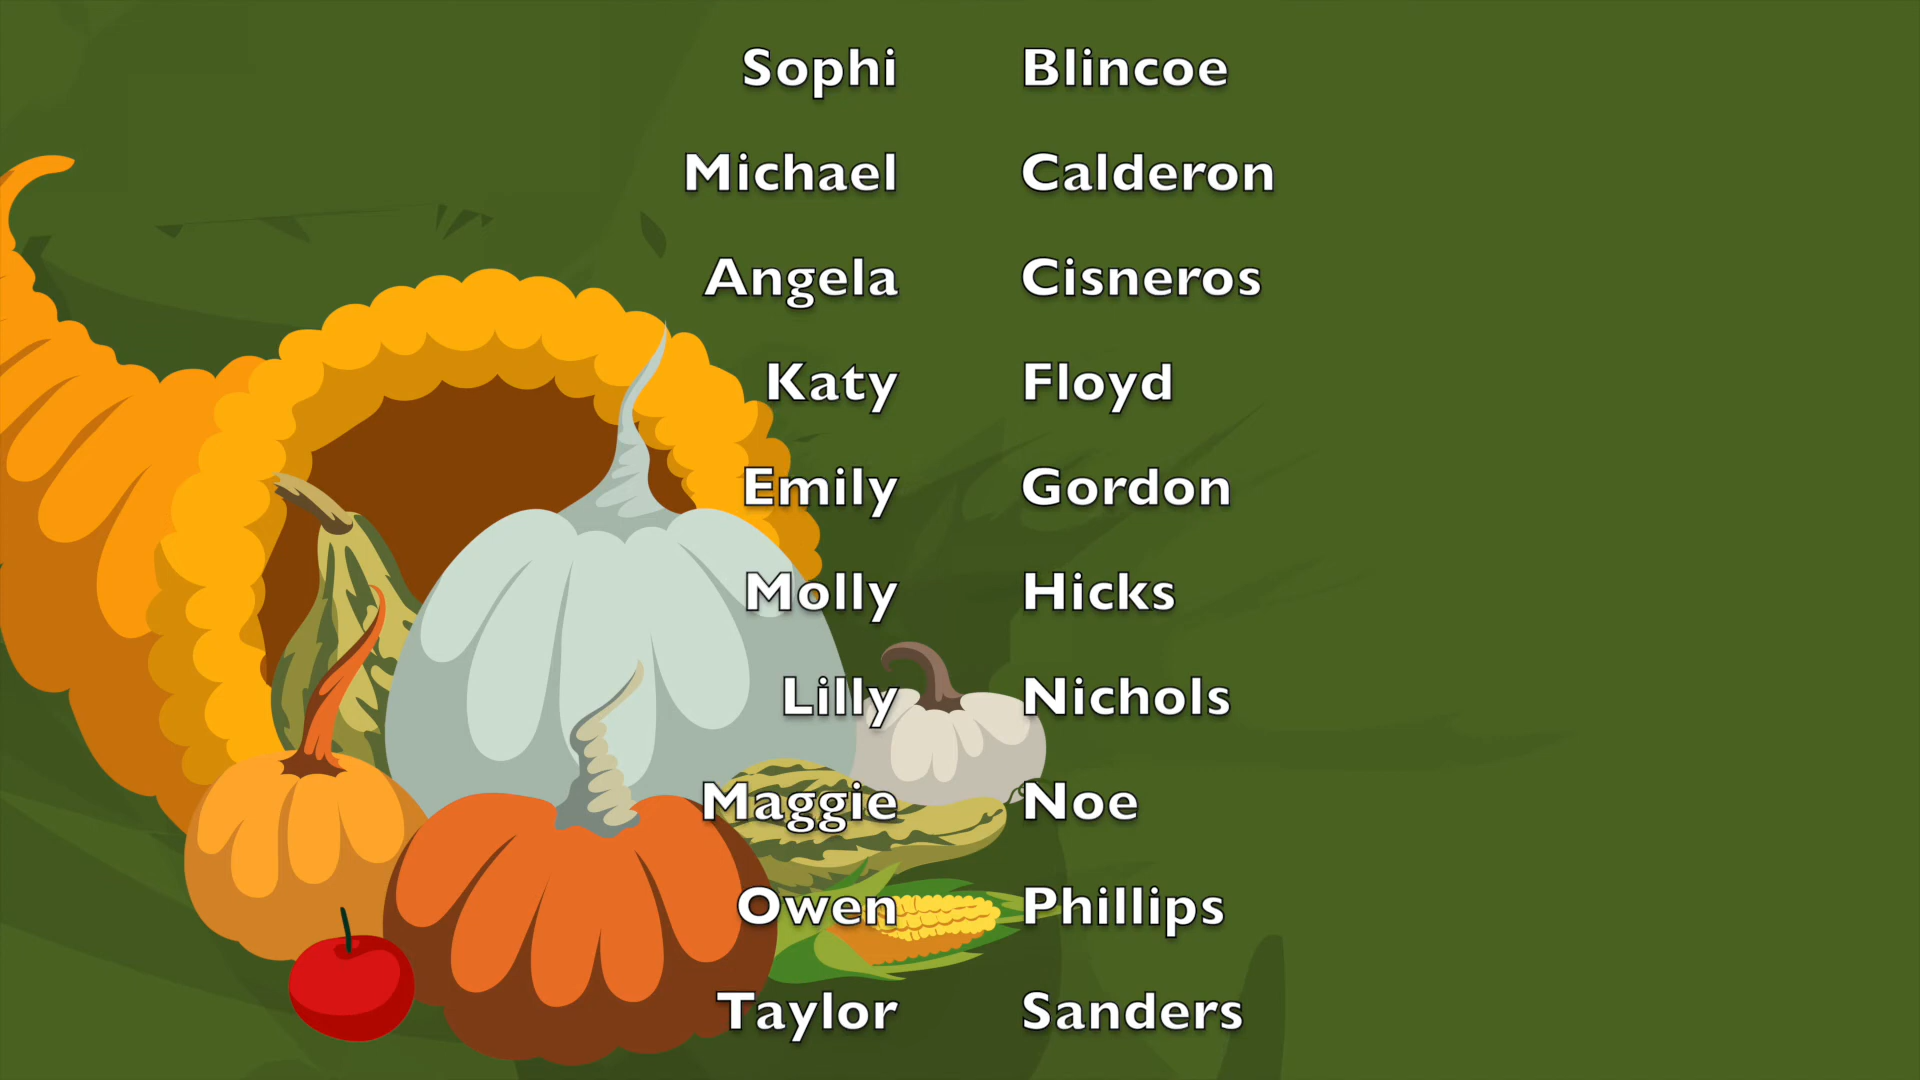 Sophi Blincoe
Michael Calderon
Angela Cisneros
Katy Floyd
Emily Gordon
Molly Hicks
Lilly Nichols
Maggie Noe
Owen Phillips
Taylor Sanders